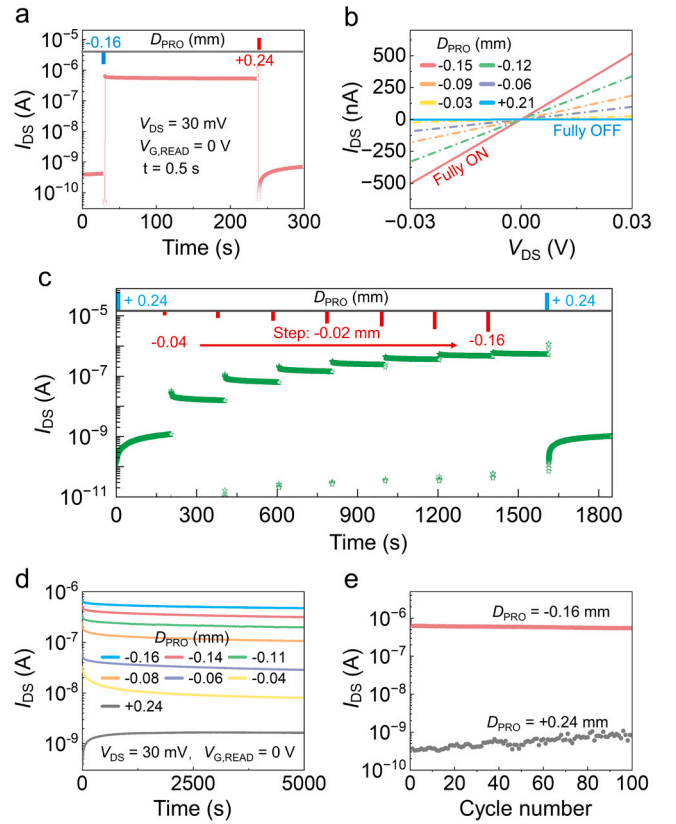 a
D_PRO (mm)
-0.16
+0.24
10^-5
10^-6
10^-7
10^-8
10^-9
10^-10
I_DS (A)
V_DS = 30 mV
V_G,READ = 0 V
t = 0.5 s
0 100 200 300
Time (s)
b
D_PRO (mm)
-0.15 -0.12
-0.09 -0.06
-0.03 +0.21
500
250
0
−250
−500
I_DS (nA)
Fully OFF
Fully ON
−0.03 0.00 0.03
V_DS (V)
c
+ 0.24
D_PRO (mm)
+ 0.24
10^-5
10^-7
10^-9
10^-11
I_DS (A)
Step: -0.02 mm
-0.04
-0.16
0 300 600 900 1200 1500 1800
Time (s)
d
10^-6
10^-7
10^-8
10^-9
I_DS (A)
D_PRO (mm)
-0.16 -0.14 -0.11
-0.08 -0.06 -0.04
+0.24
V_DS = 30 mV, V_G,READ = 0 V
0 2500 5000
Time (s)
e
10^-5
10^-6
10^-7
10^-8
10^-9
10^-10
I_DS (A)
D_PRO = -0.16 mm
D_PRO = +0.24 mm
0 20 40 60 80 100
Cycle number